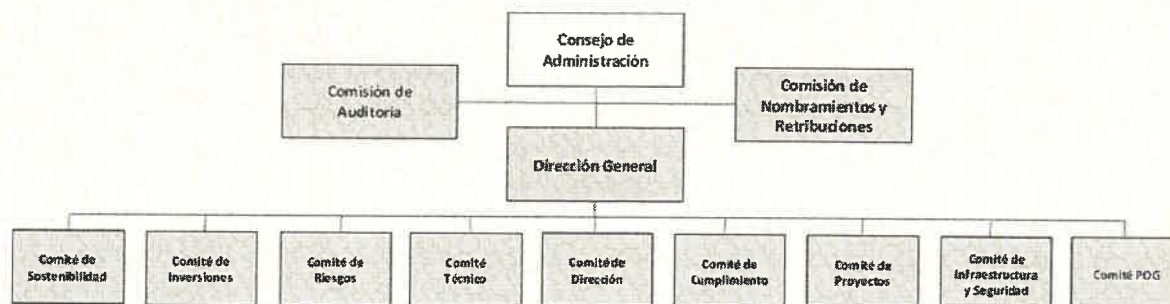 Consejo de
Administración
Comisión de
Auditoria
Comisión de
Nombramientos y
Retribuciones
Dirección General
Comité de
Sostenibilidad
Comité de
Inversiones
Comité de
Riesgos
Comité
Técnico
Comité de
Dirección
Comité de
Cumplimiento
Comité de
Proyectos
Comité de
Infraestructura
y Seguridad
Comité POG